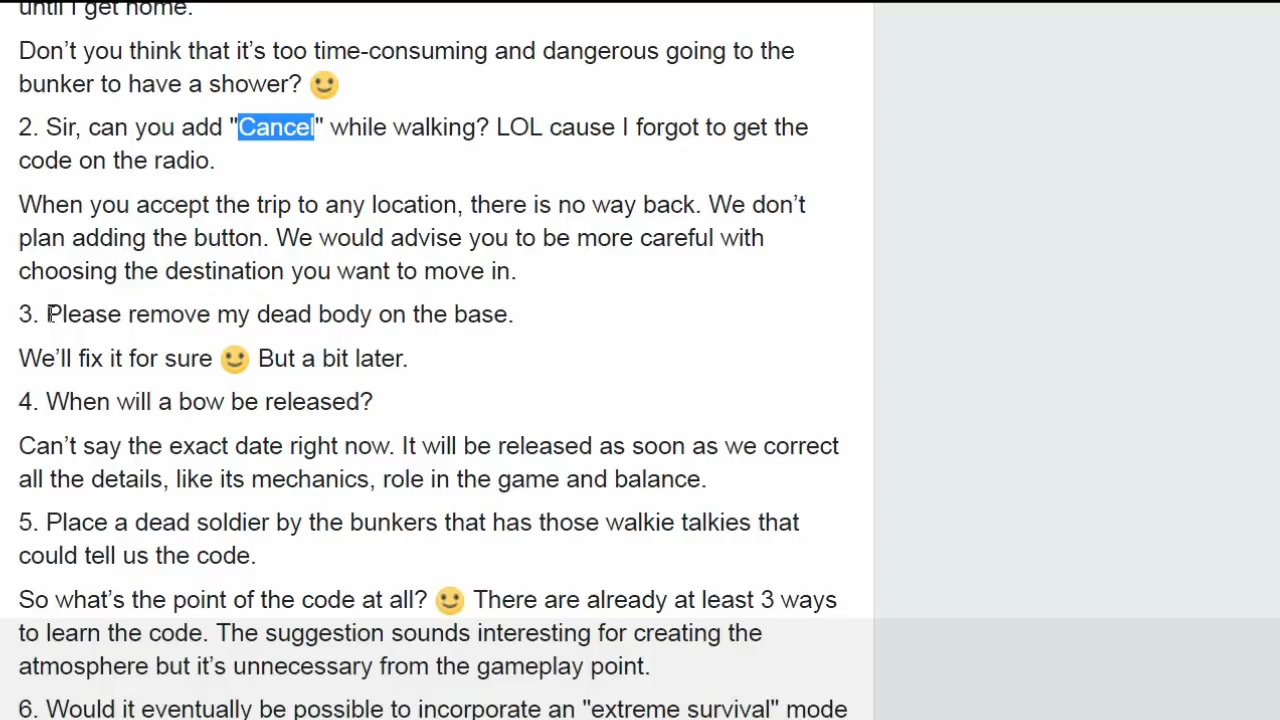 until I get home.
Don't you think that it's too time-consuming and dangerous going to the
bunker to have a shower? 🙂
2. Sir, can you add "Cancel" while walking? LOL cause I forgot to get the
code on the radio.
When you accept the trip to any location, there is no way back. We don't
plan adding the button. We would advise you to be more careful with
choosing the destination you want to move in.
3. Please remove my dead body on the base.
We'll fix it for sure 🙂 But a bit later.
4. When will a bow be released?
Can't say the exact date right now. It will be released as soon as we correct
all the details, like its mechanics, role in the game and balance.
5. Place a dead soldier by the bunkers that has those walkie talkies that
could tell us the code.
So what's the point of the code at all? 🙂 There are already at least 3 ways
to learn the code. The suggestion sounds interesting for creating the
atmosphere but it's unnecessary from the gameplay point.
6. Would it eventually be possible to incorporate an "extreme survival" mode